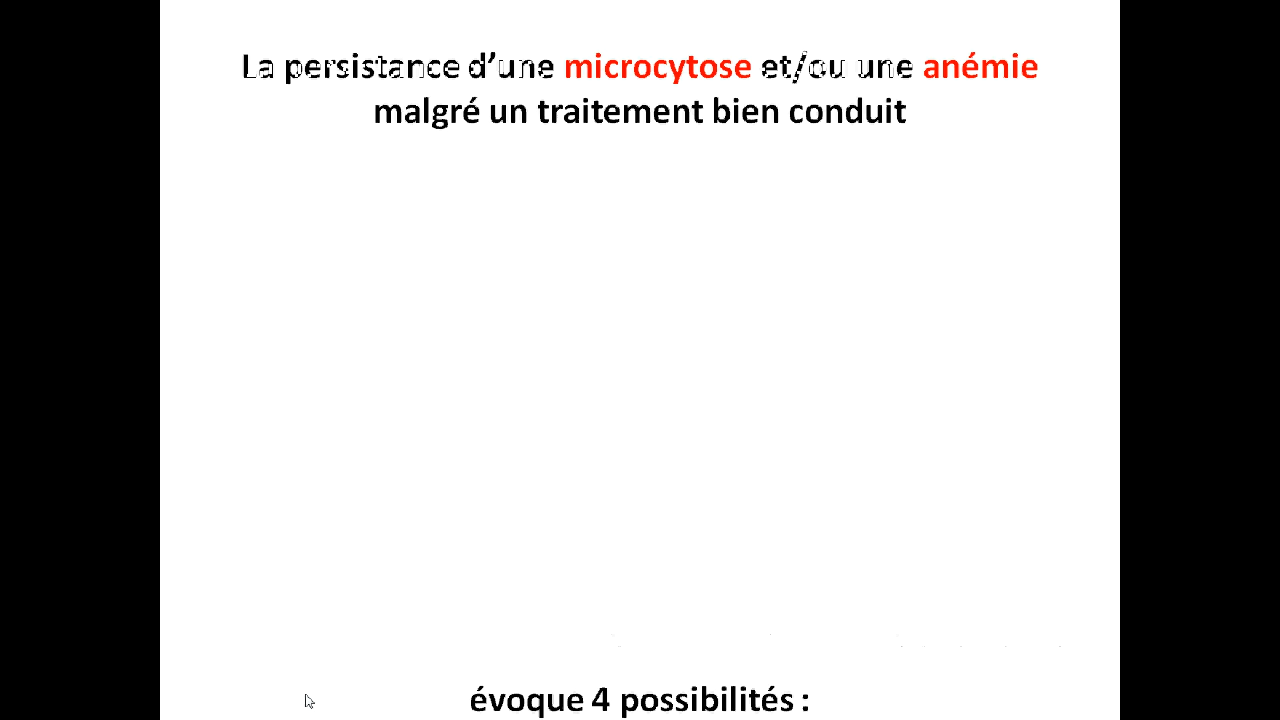 La persistance d’une microcytose et/ou une anémie
malgré un traitement bien conduit
évoque 4 possibilités :